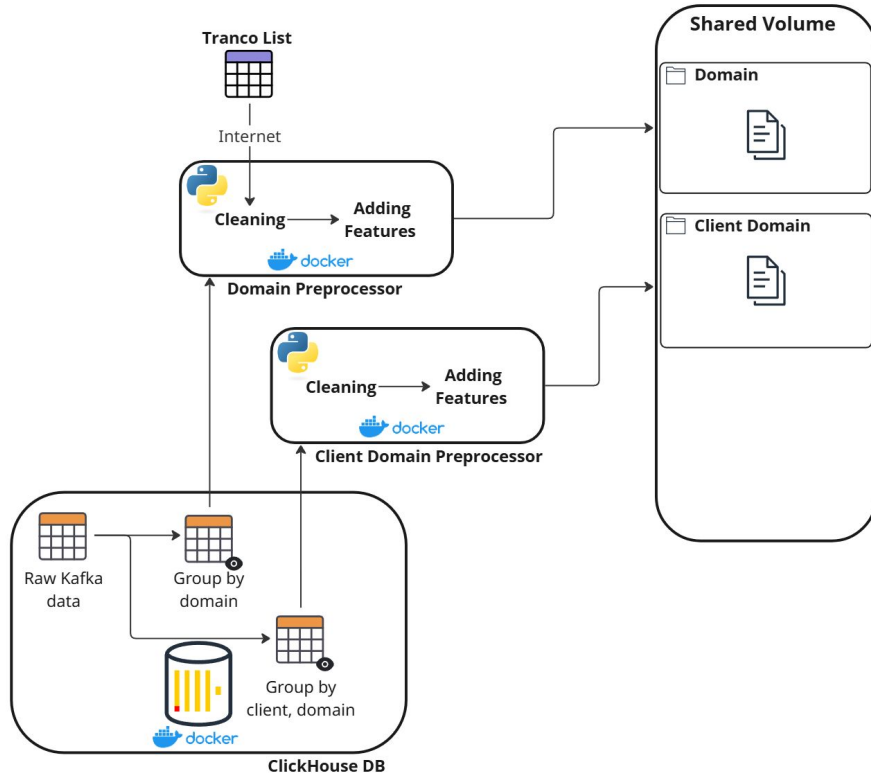 Tranco List
Internet
Cleaning
Adding
Features
docker
Domain Preprocessor
Cleaning
Adding
Features
docker
Client Domain Preprocessor
Raw Kafka
data
Group by
domain
Group by
client, domain
docker
ClickHouse DB
Shared Volume
Domain
Client Domain